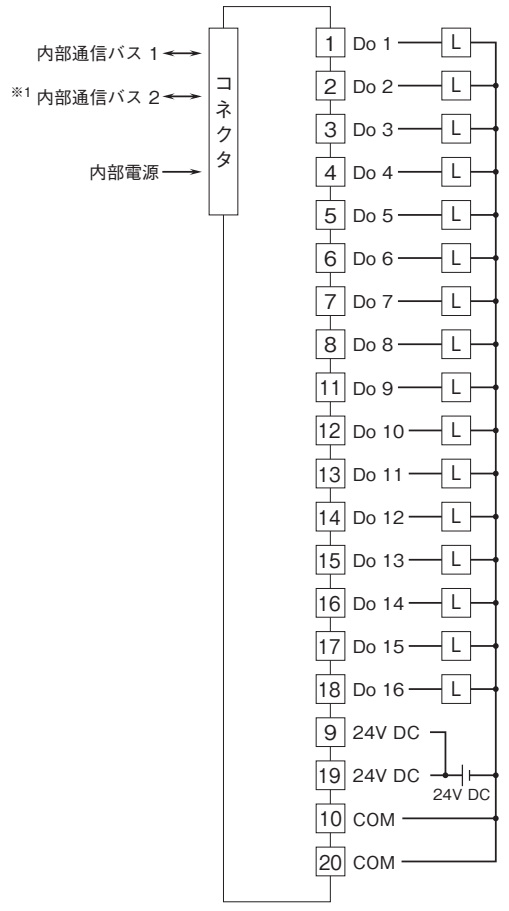 内部通信バス 1
※1 内部通信バス 2
内部電源
コネクタ
1 Do 1 L
2 Do 2 L
3 Do 3 L
4 Do 4 L
5 Do 5 L
6 Do 6 L
7 Do 7 L
8 Do 8 L
11 Do 9 L
12 Do 10 L
13 Do 11 L
14 Do 12 L
15 Do 13 L
16 Do 14 L
17 Do 15 L
18 Do 16 L
9 24V DC
19 24V DC
24V DC
10 COM
20 COM